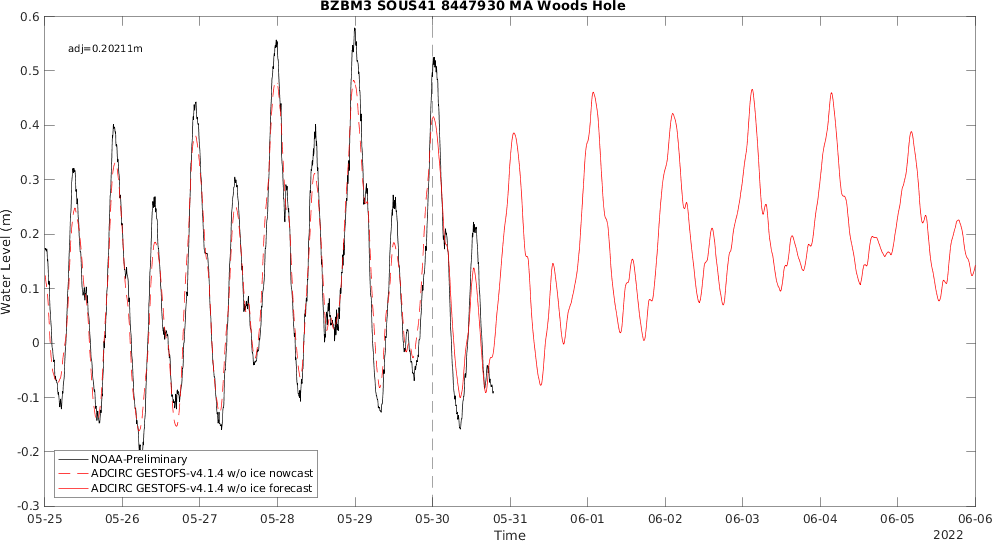 BZBM3 SOUS41 8447930 MA Woods Hole
adj=0.20211m
Water Level (m)
0.6
0.5
0.4
0.3
0.2
0.1
0
-0.1
-0.2
-0.3
NOAA-Preliminary
ADCIRC GESTOFS-v4.1.4 w/o ice nowcast
ADCIRC GESTOFS-v4.1.4 w/o ice forecast
05-25 05-26 05-27 05-28 05-29 05-30 05-31 06-01 06-02 06-03 06-04 06-05 06-06
Time
2022